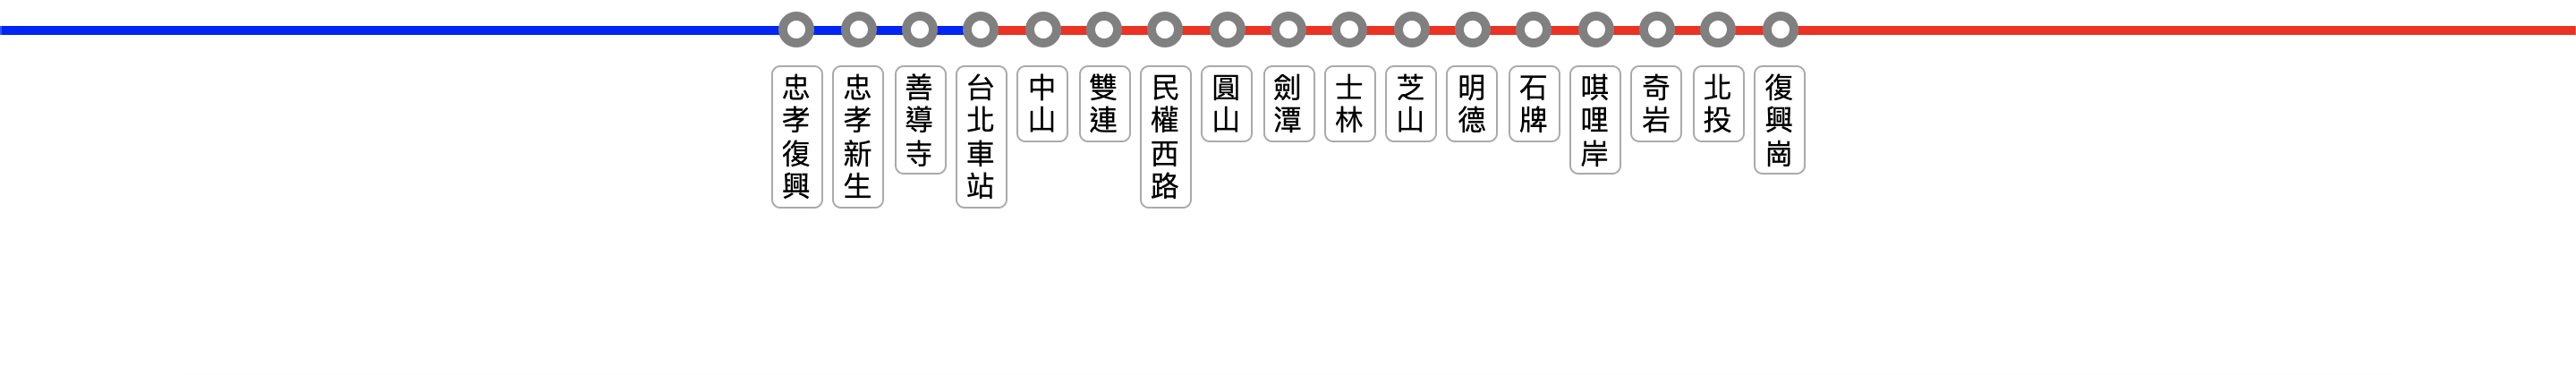 忠孝復興
忠孝新生
善導寺
台北車站
中山
雙連
民權西路
圓山
劍潭
士林
芝山
明德
石牌
唭哩岸
奇岩
北投
復興崗